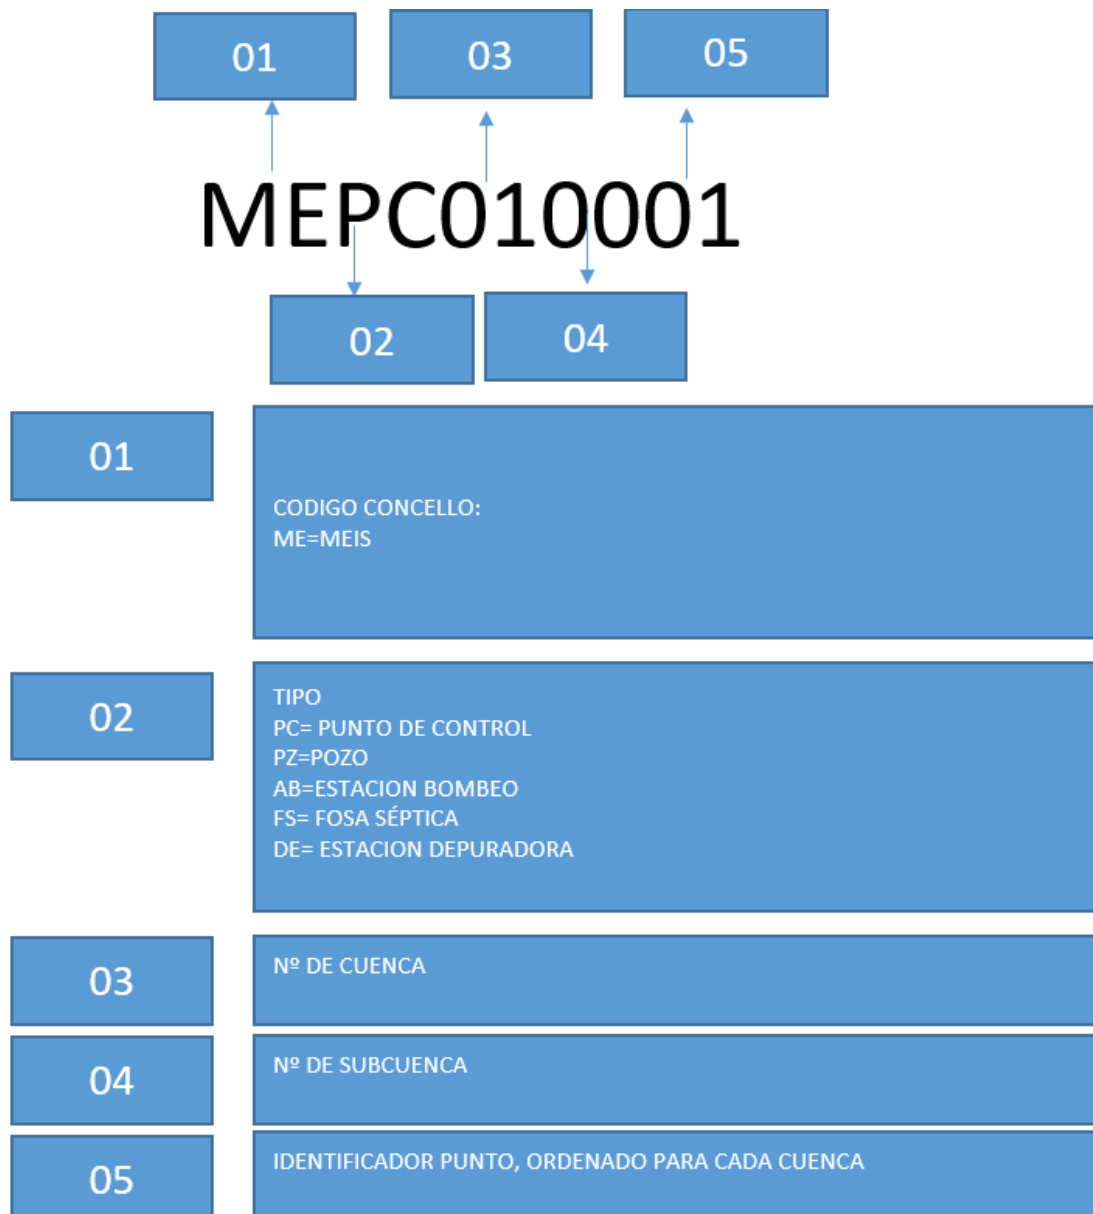 01
03
05
MEPC010001
02
04
01
CODIGO CONCELLO:
ME=MEIS
02
TIPO
PC= PUNTO DE CONTROL
PZ=POZO
AB=ESTACION BOMBEO
FS= FOSA SÉPTICA
DE= ESTACION DEPURADORA
03
Nº DE CUENCA
04
Nº DE SUBCUENCA
05
IDENTIFICADOR PUNTO, ORDENADO PARA CADA CUENCA